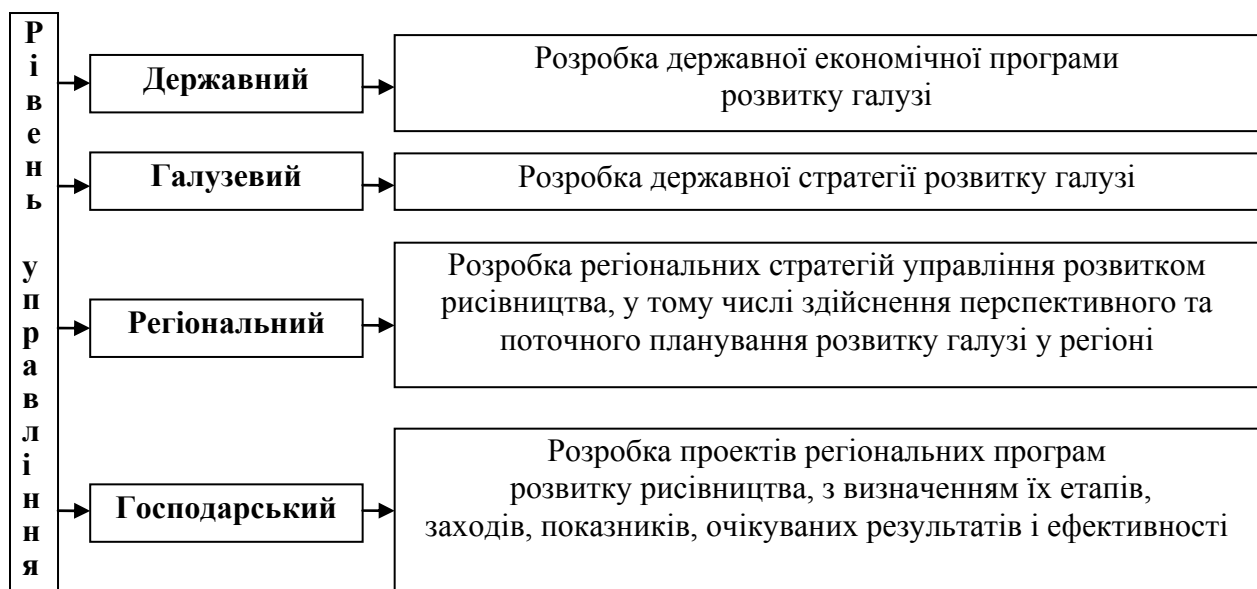 Рівень управління
Державний
Розробка державної економічної програми
розвитку галузі
Галузевий
Розробка державної стратегії розвитку галузі
Регіональний
Розробка регіональних стратегій управління розвитком
рисівництва, у тому числі здійснення перспективного та
поточного планування розвитку галузі у регіоні
Господарський
Розробка проектів регіональних програм
розвитку рисівництва, з визначенням їх етапів,
заходів, показників, очікуваних результатів і ефективності